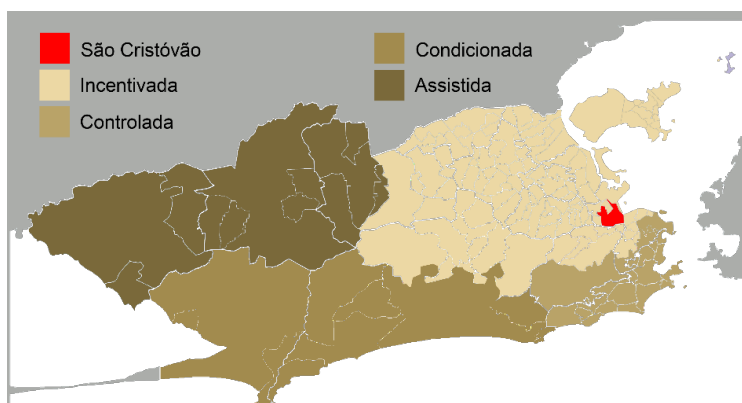 São Cristóvão
Incentivada
Controlada
Condicionada
Assistida